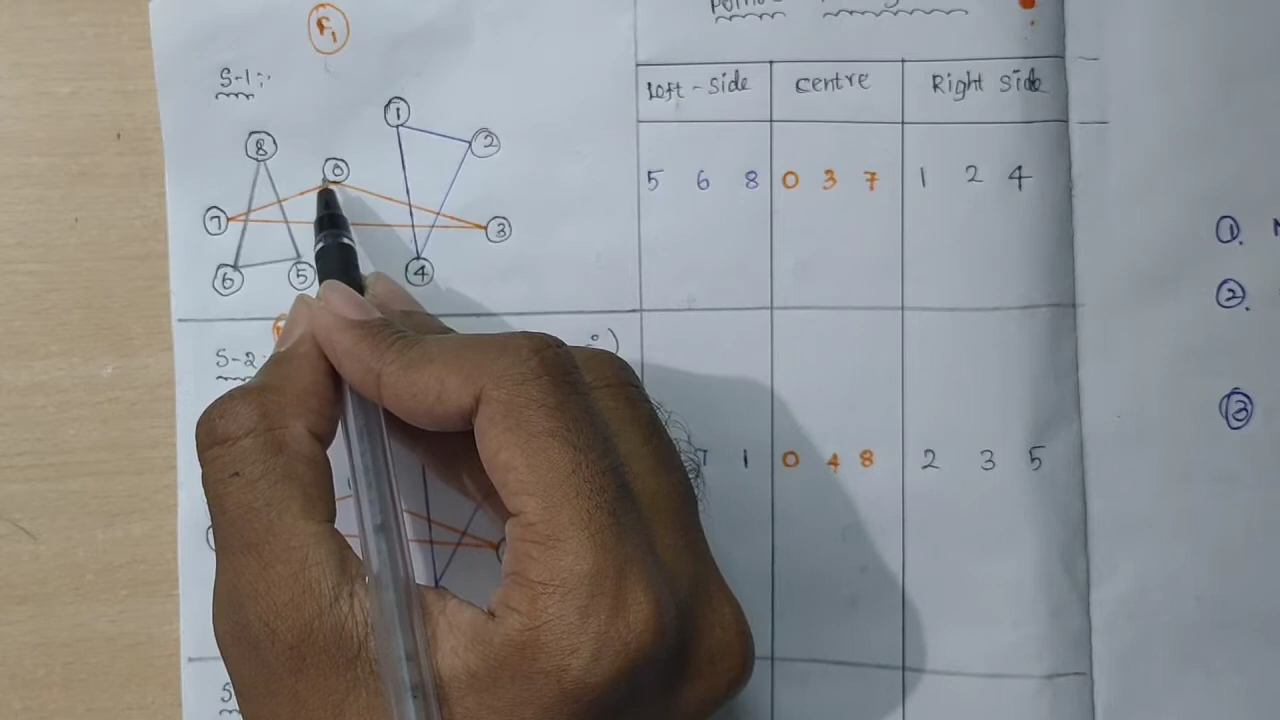 F1
S-1:
1
8
2
0
7
3
6
5
4
Left-side centre Right side
5 6 8 0 3 7 1 2 4
1.
2.
3
S-2
7 1 0 4 8 2 3 5